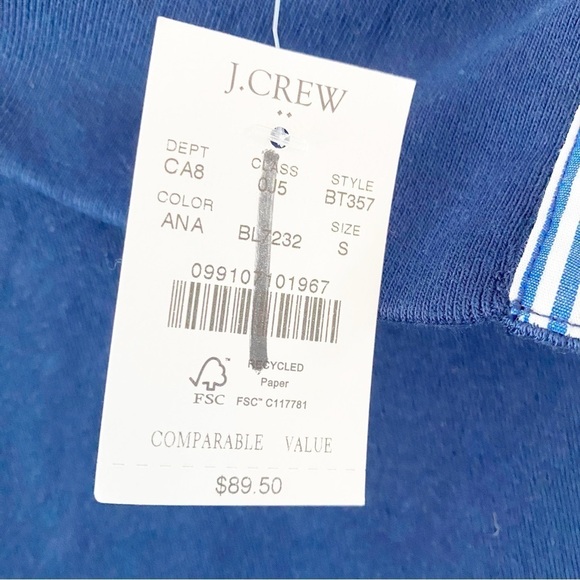 J.CREW
DEPT CLASS STYLE
CA8 0J5 BT357
COLOR SIZE
ANA BL7232 S
099107101967
RECYCLED
Paper
FSC™ FSC™ C117781
COMPARABLE VALUE
$89.50